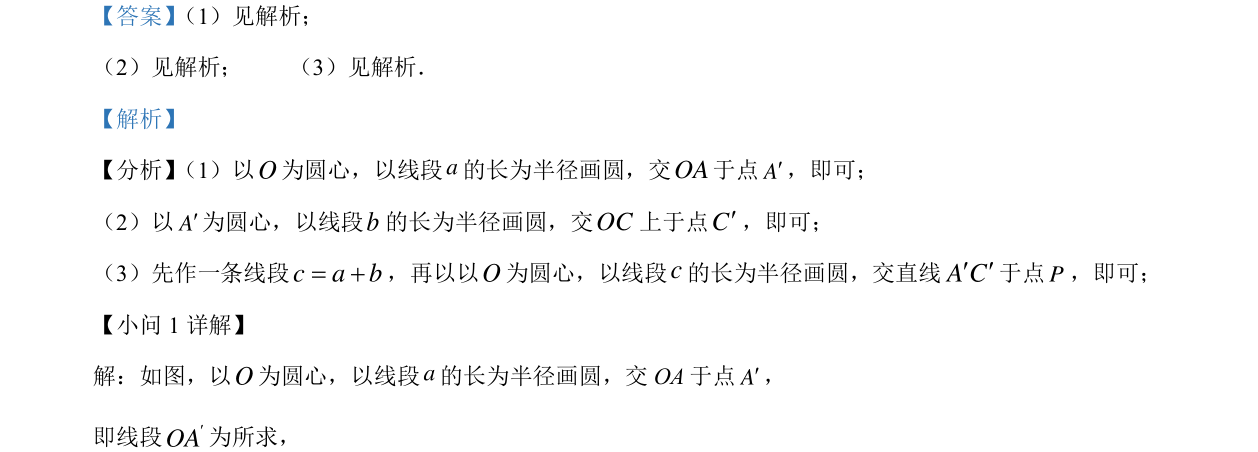 【答案】（1）见解析；
（2）见解析；　　（3）见解析．
【解析】
【分析】（1）以O为圆心，以线段a的长为半径画圆，交OA于点A′，即可；
（2）以A′为圆心，以线段b的长为半径画圆，交OC上于点C′，即可；
（3）先作一条线段c=a+b，再以以O为圆心，以线段c的长为半径画圆，交直线A′C′于点P，即可；
【小问1详解】
解：如图，以O为圆心，以线段a的长为半径画圆，交OA于点A′，
即线段OA′为所求，